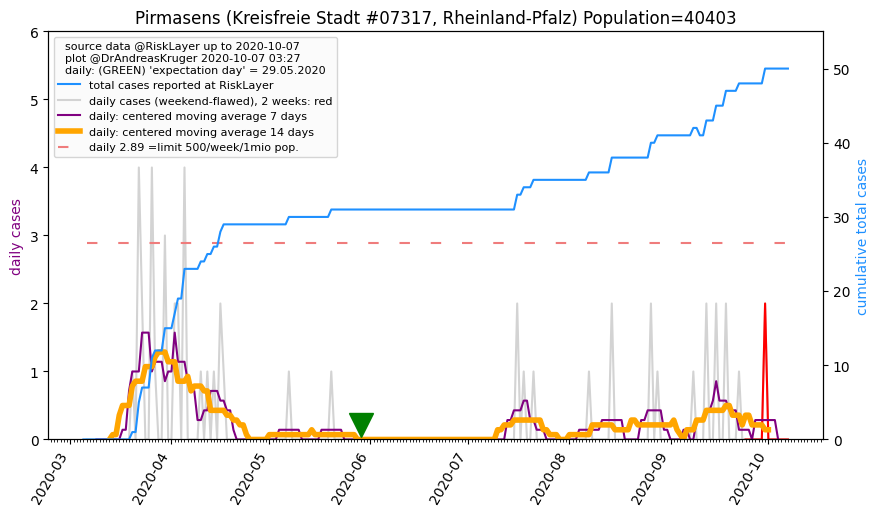 Pirmasens (Kreisfreie Stadt #07317, Rheinland-Pfalz) Population=40403
source data @RiskLayer up to 2020-10-07
plot @DrAndreasKruger 2020-10-07 03:27
daily: (GREEN) 'expectation day' = 29.05.2020
total cases reported at RiskLayer
daily cases (weekend-flawed), 2 weeks: red
daily: centered moving average 7 days
daily: centered moving average 14 days
daily 2.89 =limit 500/week/1mio pop.
daily cases
6
5
4
3
2
1
0
cumulative total cases
50
40
30
20
10
0
2020-03
2020-04
2020-05
2020-06
2020-07
2020-08
2020-09
2020-10